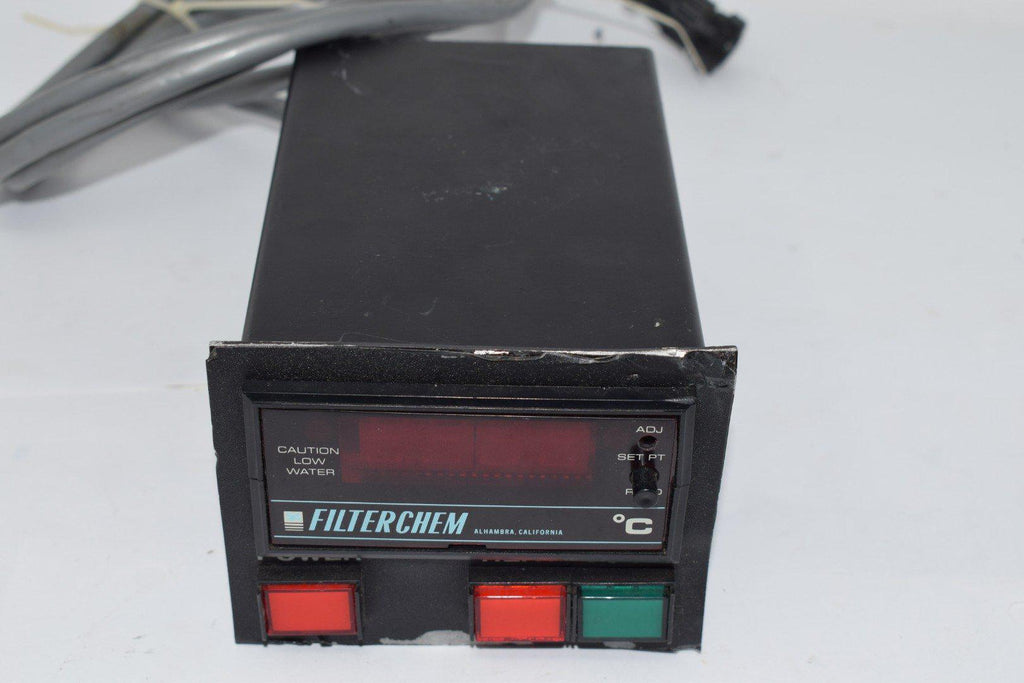 CAUTION
LOW
WATER
ADJ
SET PT
FILTERCHEM ALHAMBRA, CALIFORNIA
°C